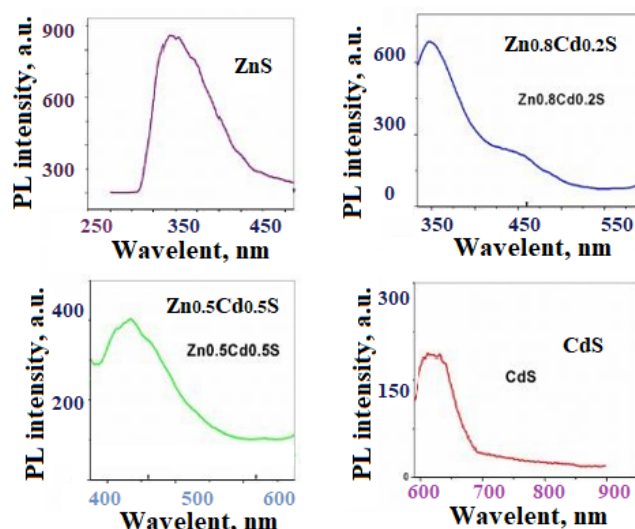 PL intensity, a.u.
900
600
300
ZnS
250 350 450
Wavelent, nm
PL intensity, a.u.
600
300
0
Zn0.8Cd0.2S
Zn0.8Cd0.2S
350 450 550
Wavelent, nm
PL intensity, a.u.
400
200
Zn0.5Cd0.5S
Zn0.5Cd0.5S
400 500 600
Wavelent, nm
PL intensity, a.u.
300
150
0
CdS
CdS
600 700 800 900
Wavelent, nm